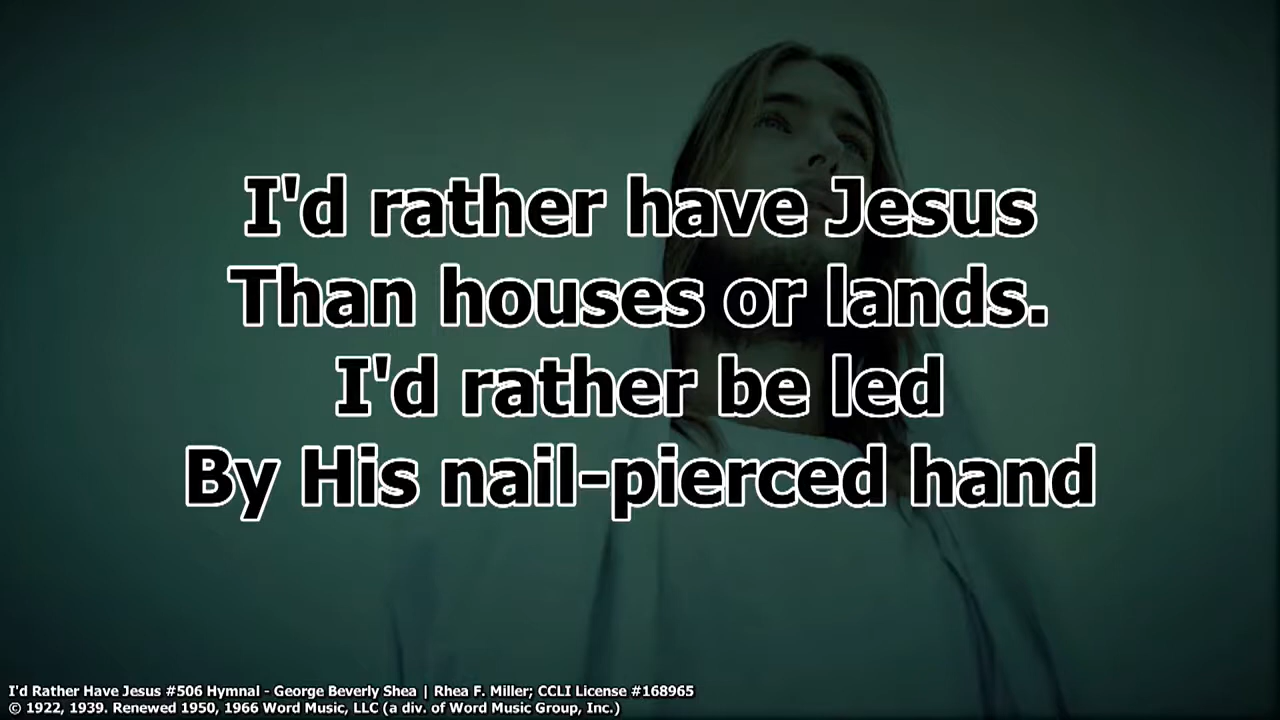 I'd rather have Jesus
Than houses or lands.
I'd rather be led
By His nail-pierced hand
I'd Rather Have Jesus #506 Hymnal - George Beverly Shea | Rhea F. Miller; CCLI License #168965
© 1922, 1939. Renewed 1950, 1966 Word Music, LLC (a div. of Word Music Group, Inc.)